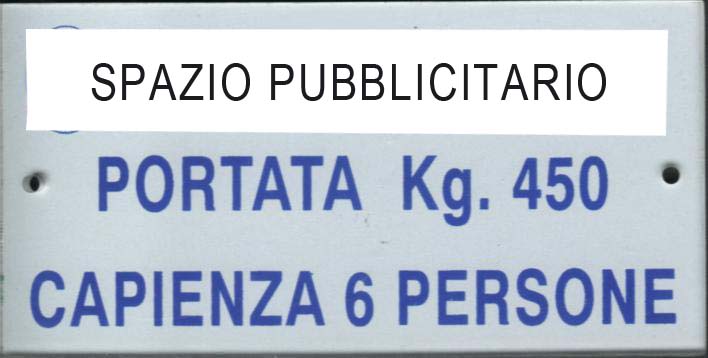 SPAZIO PUBBLICITARIO
PORTATA Kg. 450
CAPIENZA 6 PERSONE